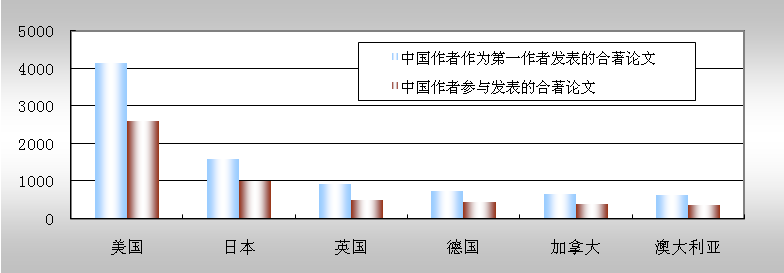 5000
4000
3000
2000
1000
0
中国作者作为第一作者发表的合著论文
中国作者参与发表的合著论文
美国 日本 英国 德国 加拿大 澳大利亚